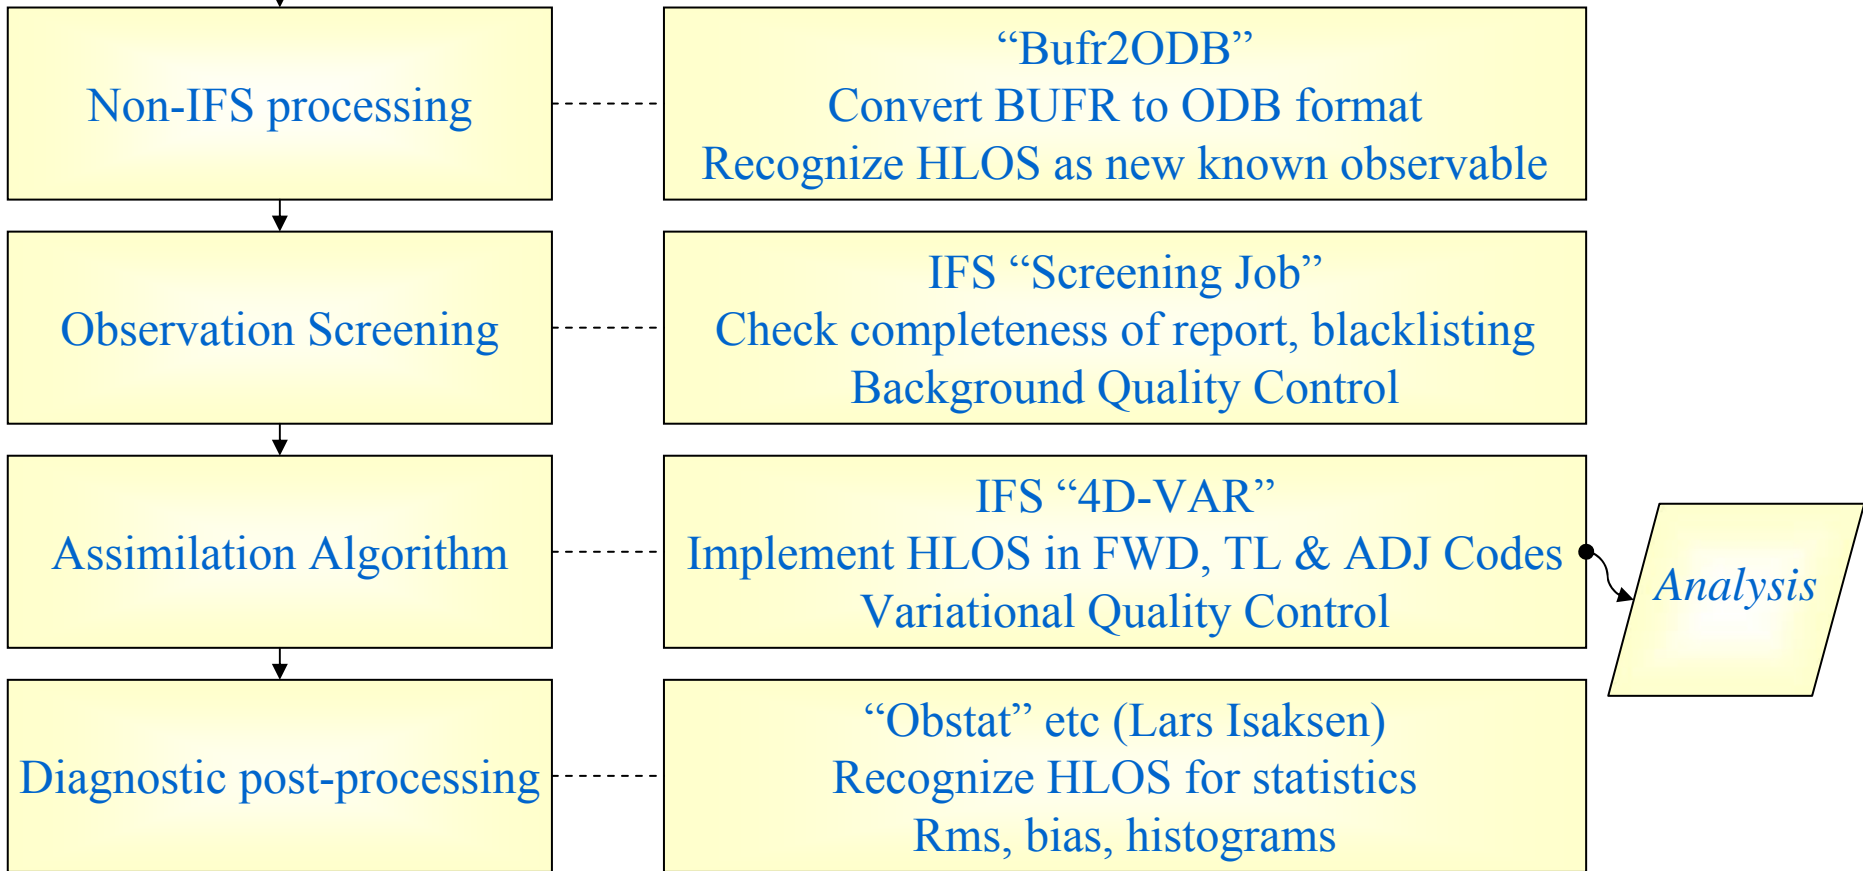 Non-IFS processing
“Bufr2ODB”
Convert BUFR to ODB format
Recognize HLOS as new known observable
Observation Screening
IFS “Screening Job”
Check completeness of report, blacklisting
Background Quality Control
Assimilation Algorithm
IFS “4D-VAR”
Implement HLOS in FWD, TL & ADJ Codes
Variational Quality Control
Analysis
Diagnostic post-processing
“Obstat” etc (Lars Isaksen)
Recognize HLOS for statistics
Rms, bias, histograms